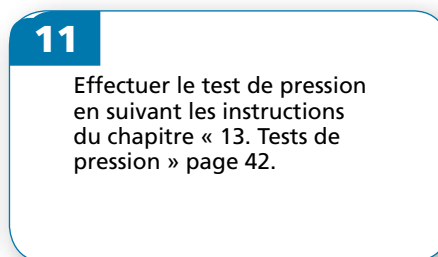 11
Effectuer le test de pression
en suivant les instructions
du chapitre « 13. Tests de
pression » page 42.